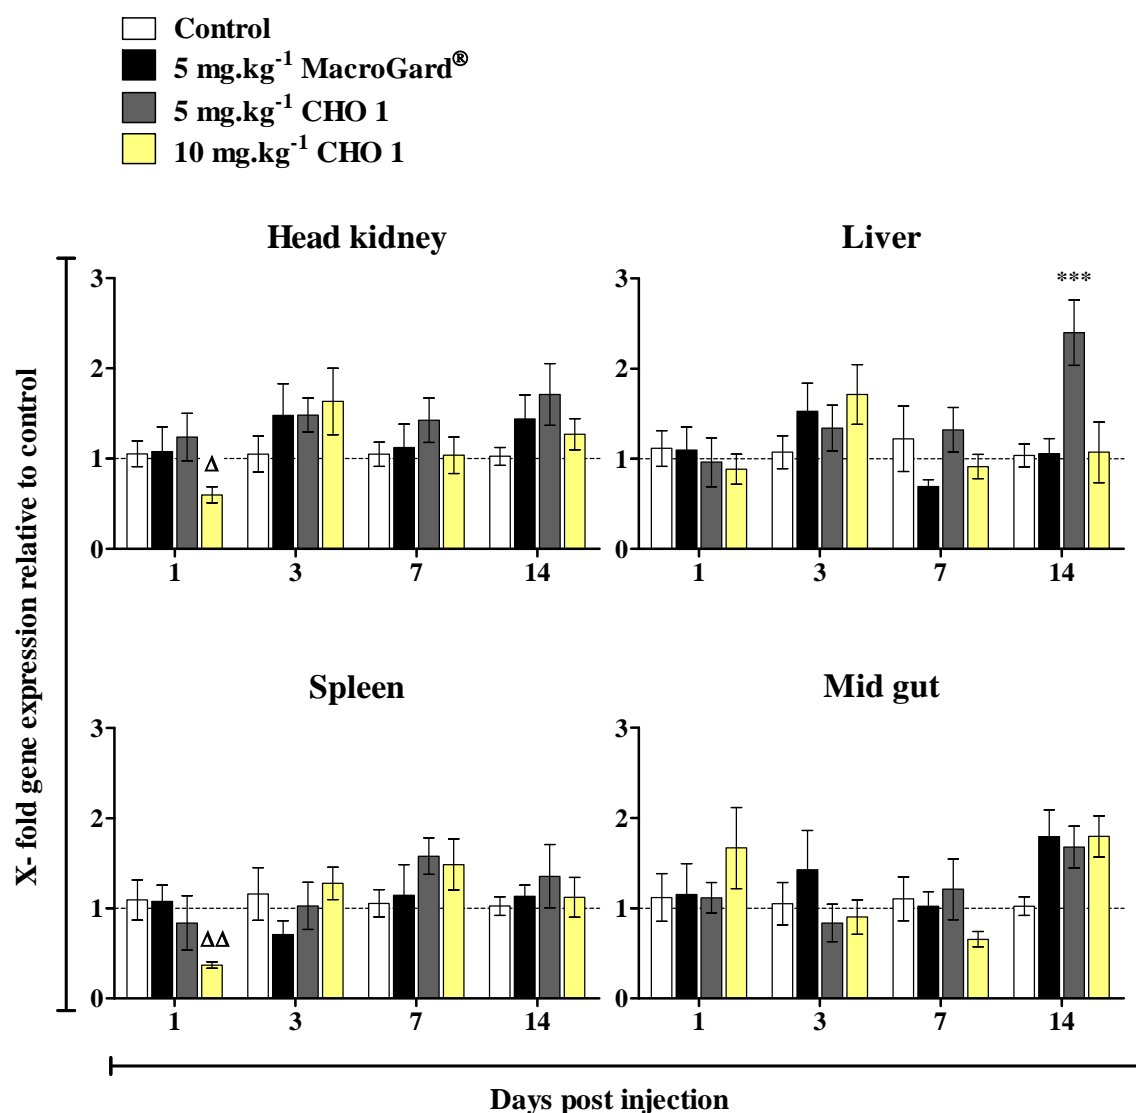 Control
5 mg.kg⁻¹ MacroGard®
5 mg.kg⁻¹ CHO 1
10 mg.kg⁻¹ CHO 1
X- fold gene expression relative to control
Head kidney
3
2
1
0
Δ
1 3 7 14
Liver
3
2
1
0
***
1 3 7 14
Spleen
3
2
1
0
ΔΔ
1 3 7 14
Mid gut
3
2
1
0
1 3 7 14
Days post injection